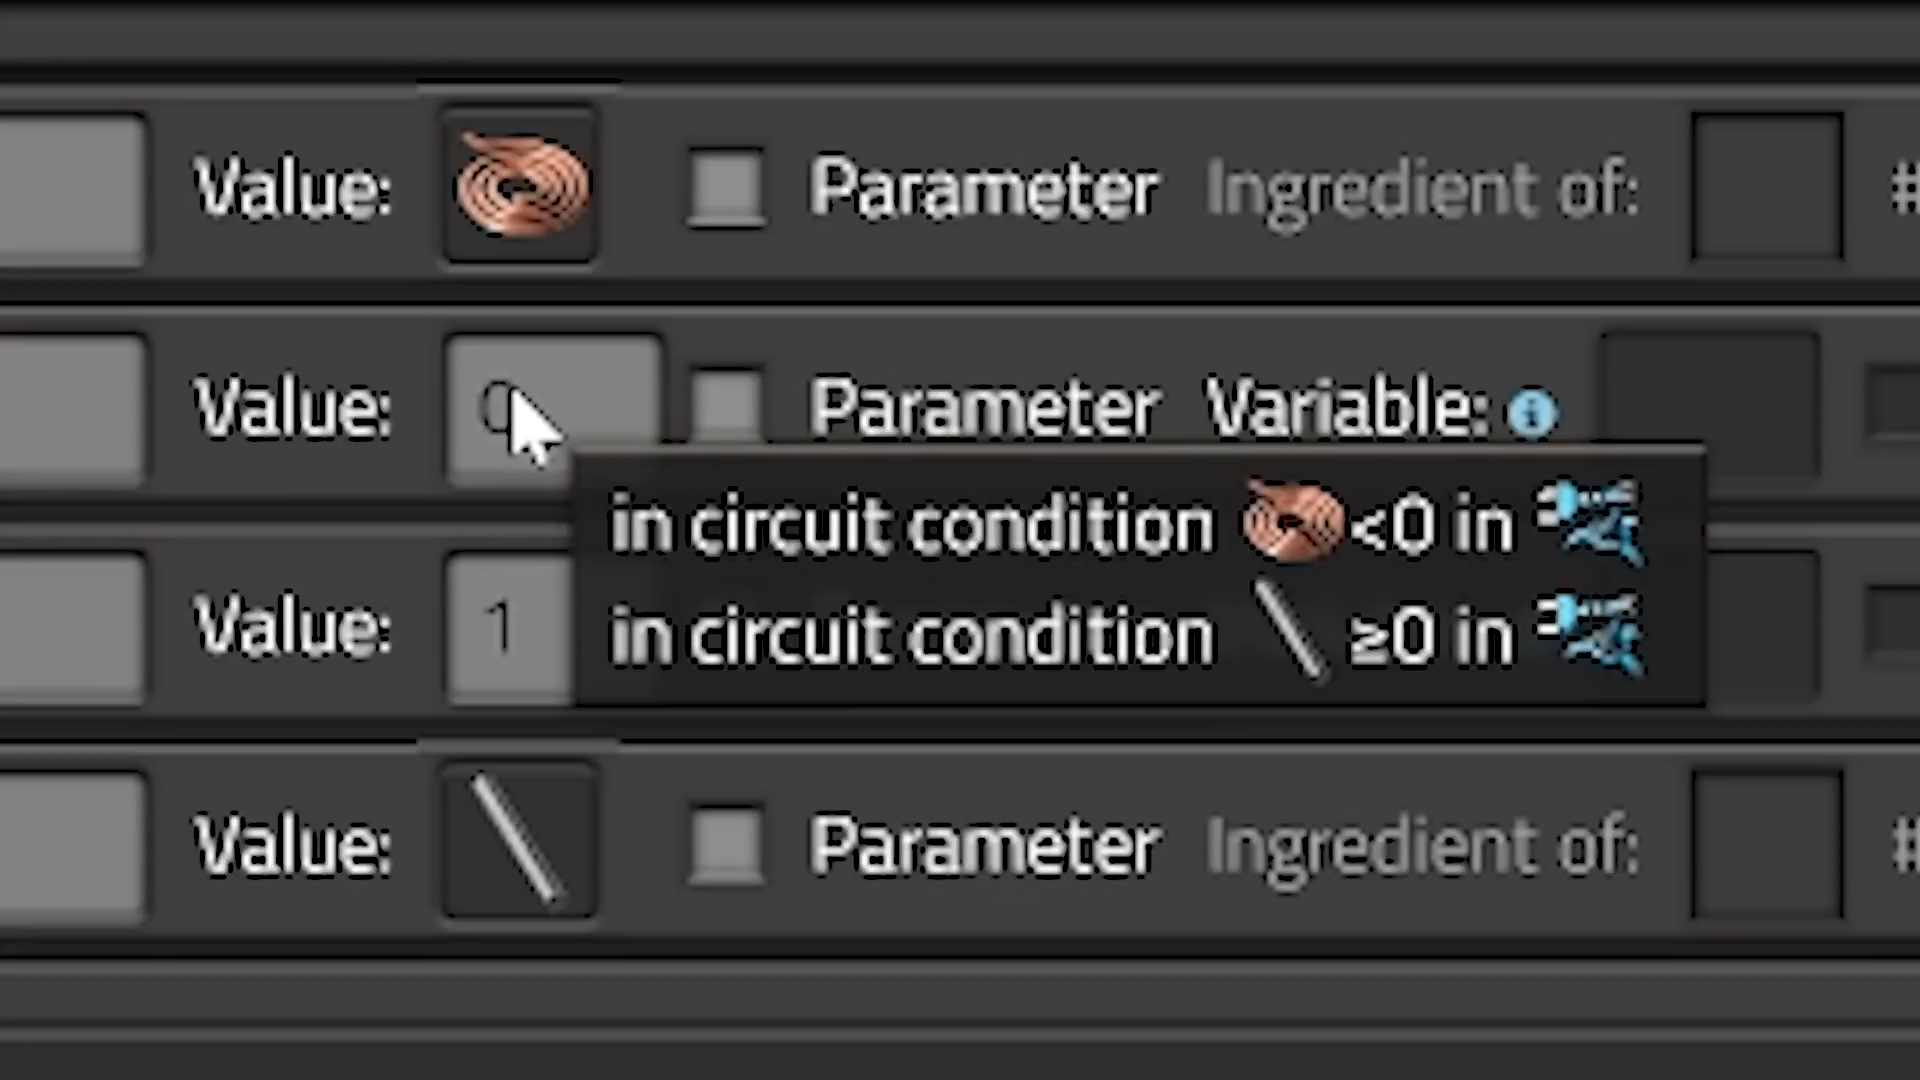 Value: Parameter Ingredient of: #
Value: 0 Parameter Variable:
in circuit condition <0 in
Value: 1 in circuit condition ≥0 in
Value: Parameter Ingredient of: #